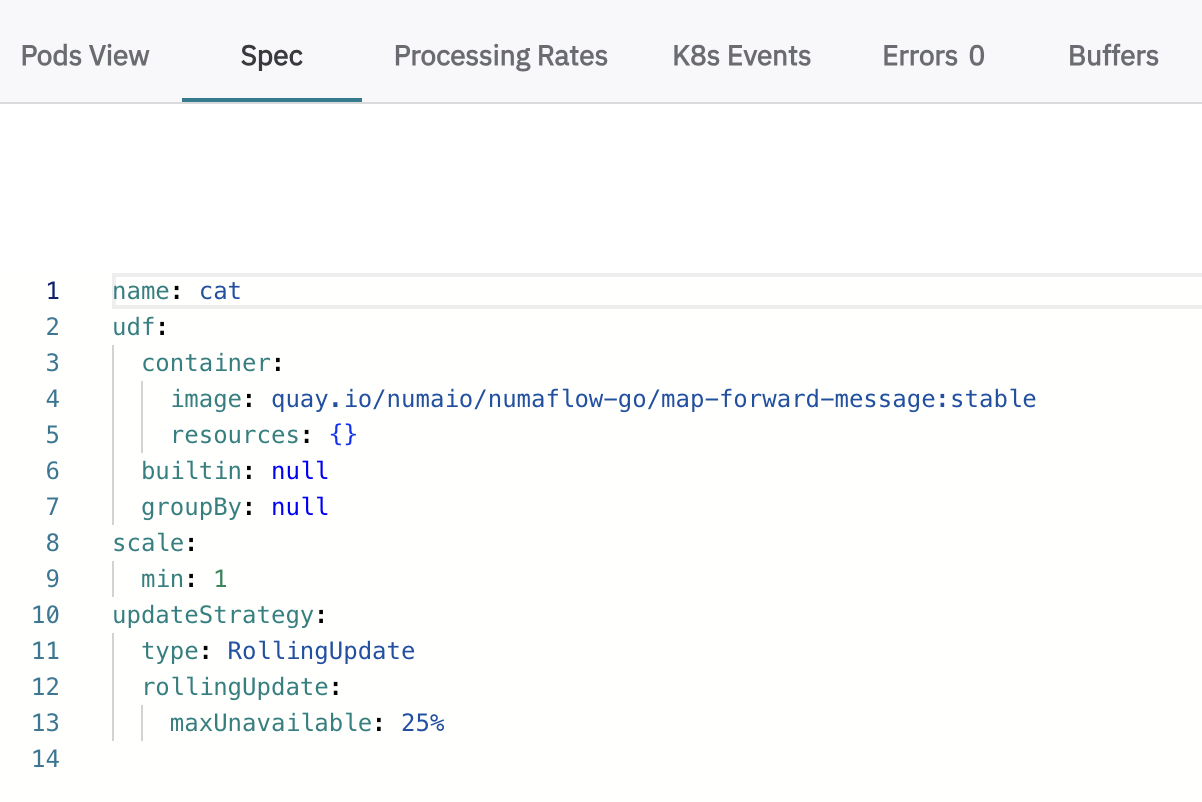 Pods View Spec Processing Rates K8s Events Errors 0 Buffers
1 name: cat
2 udf:
3 container:
4 image: quay.io/numaio/numaflow-go/map-forward-message:stable
5 resources: {}
6 builtin: null
7 groupBy: null
8 scale:
9 min: 1
10 updateStrategy:
11 type: RollingUpdate
12 rollingUpdate:
13 maxUnavailable: 25%
14